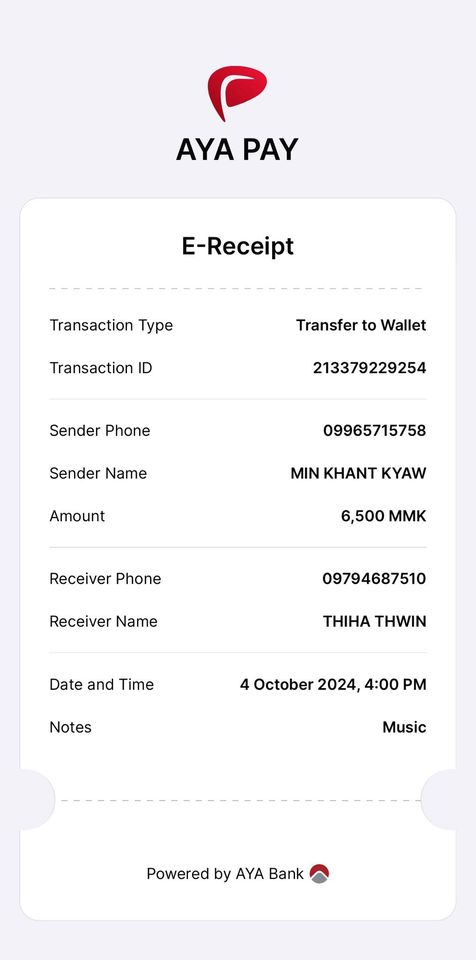 AYA PAY
E-Receipt
Transaction Type Transfer to Wallet
Transaction ID 213379229254
Sender Phone 09965715758
Sender Name MIN KHANT KYAW
Amount 6,500 MMK
Receiver Phone 09794687510
Receiver Name THIHA THWIN
Date and Time 4 October 2024, 4:00 PM
Notes Music
Powered by AYA Bank